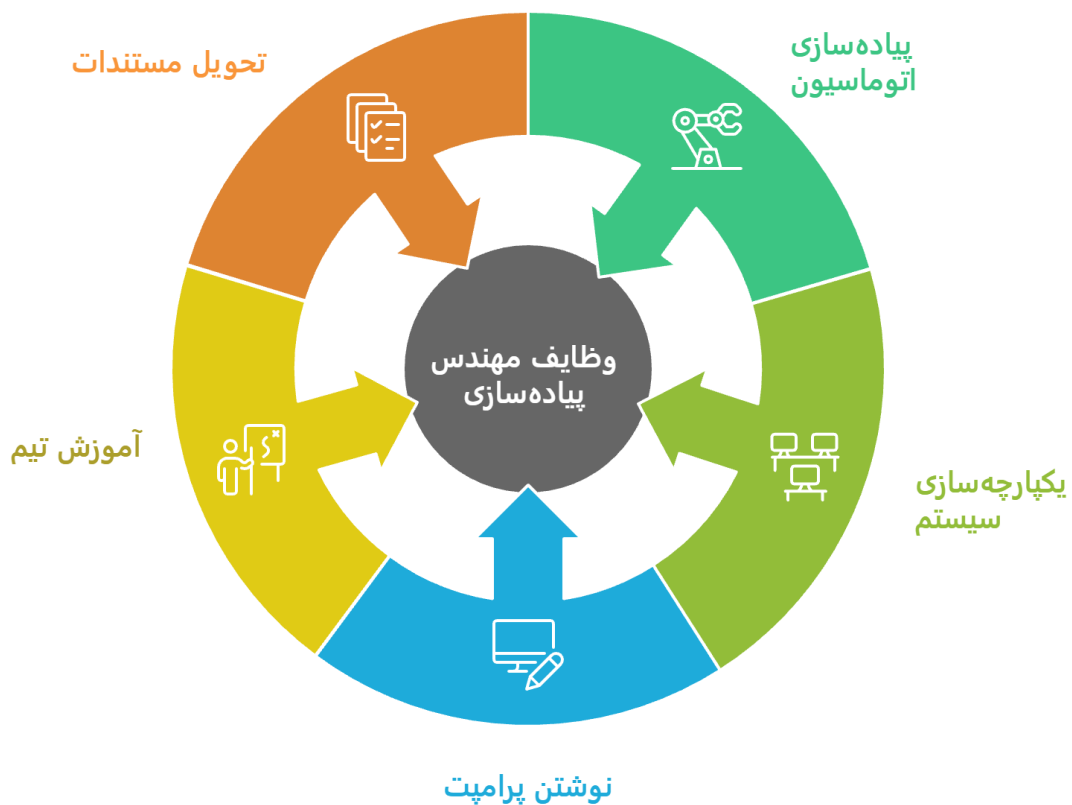 پیاده‌سازی
اتوماسیون
تحویل مستندات
وظایف مهندس
پیاده‌سازی
یکپارچه‌سازی
سیستم
آموزش تیم
نوشتن پرامپت